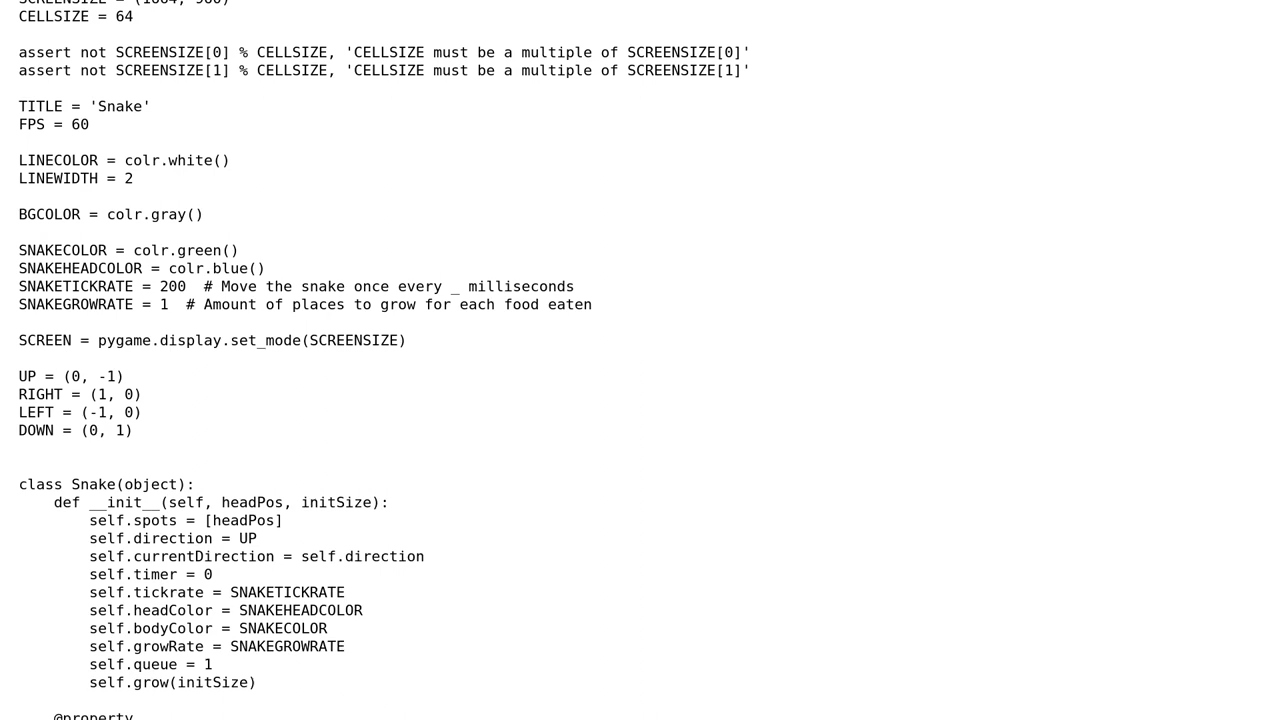 CELLSIZE = 64

assert not SCREENSIZE[0] % CELLSIZE, 'CELLSIZE must be a multiple of SCREENSIZE[0]'
assert not SCREENSIZE[1] % CELLSIZE, 'CELLSIZE must be a multiple of SCREENSIZE[1]'

TITLE = 'Snake'
FPS = 60

LINECOLOR = colr.white()
LINEWIDTH = 2

BGCOLOR = colr.gray()

SNAKECOLOR = colr.green()
SNAKEHEADCOLOR = colr.blue()
SNAKETICKRATE = 200  # Move the snake once every _ milliseconds
SNAKEGROWRATE = 1  # Amount of places to grow for each food eaten

SCREEN = pygame.display.set_mode(SCREENSIZE)

UP = (0, -1)
RIGHT = (1, 0)
LEFT = (-1, 0)
DOWN = (0, 1)


class Snake(object):
    def __init__(self, headPos, initSize):
        self.spots = [headPos]
        self.direction = UP
        self.currentDirection = self.direction
        self.timer = 0
        self.tickrate = SNAKETICKRATE
        self.headColor = SNAKEHEADCOLOR
        self.bodyColor = SNAKECOLOR
        self.growRate = SNAKEGROWRATE
        self.queue = 1
        self.grow(initSize)

    @property